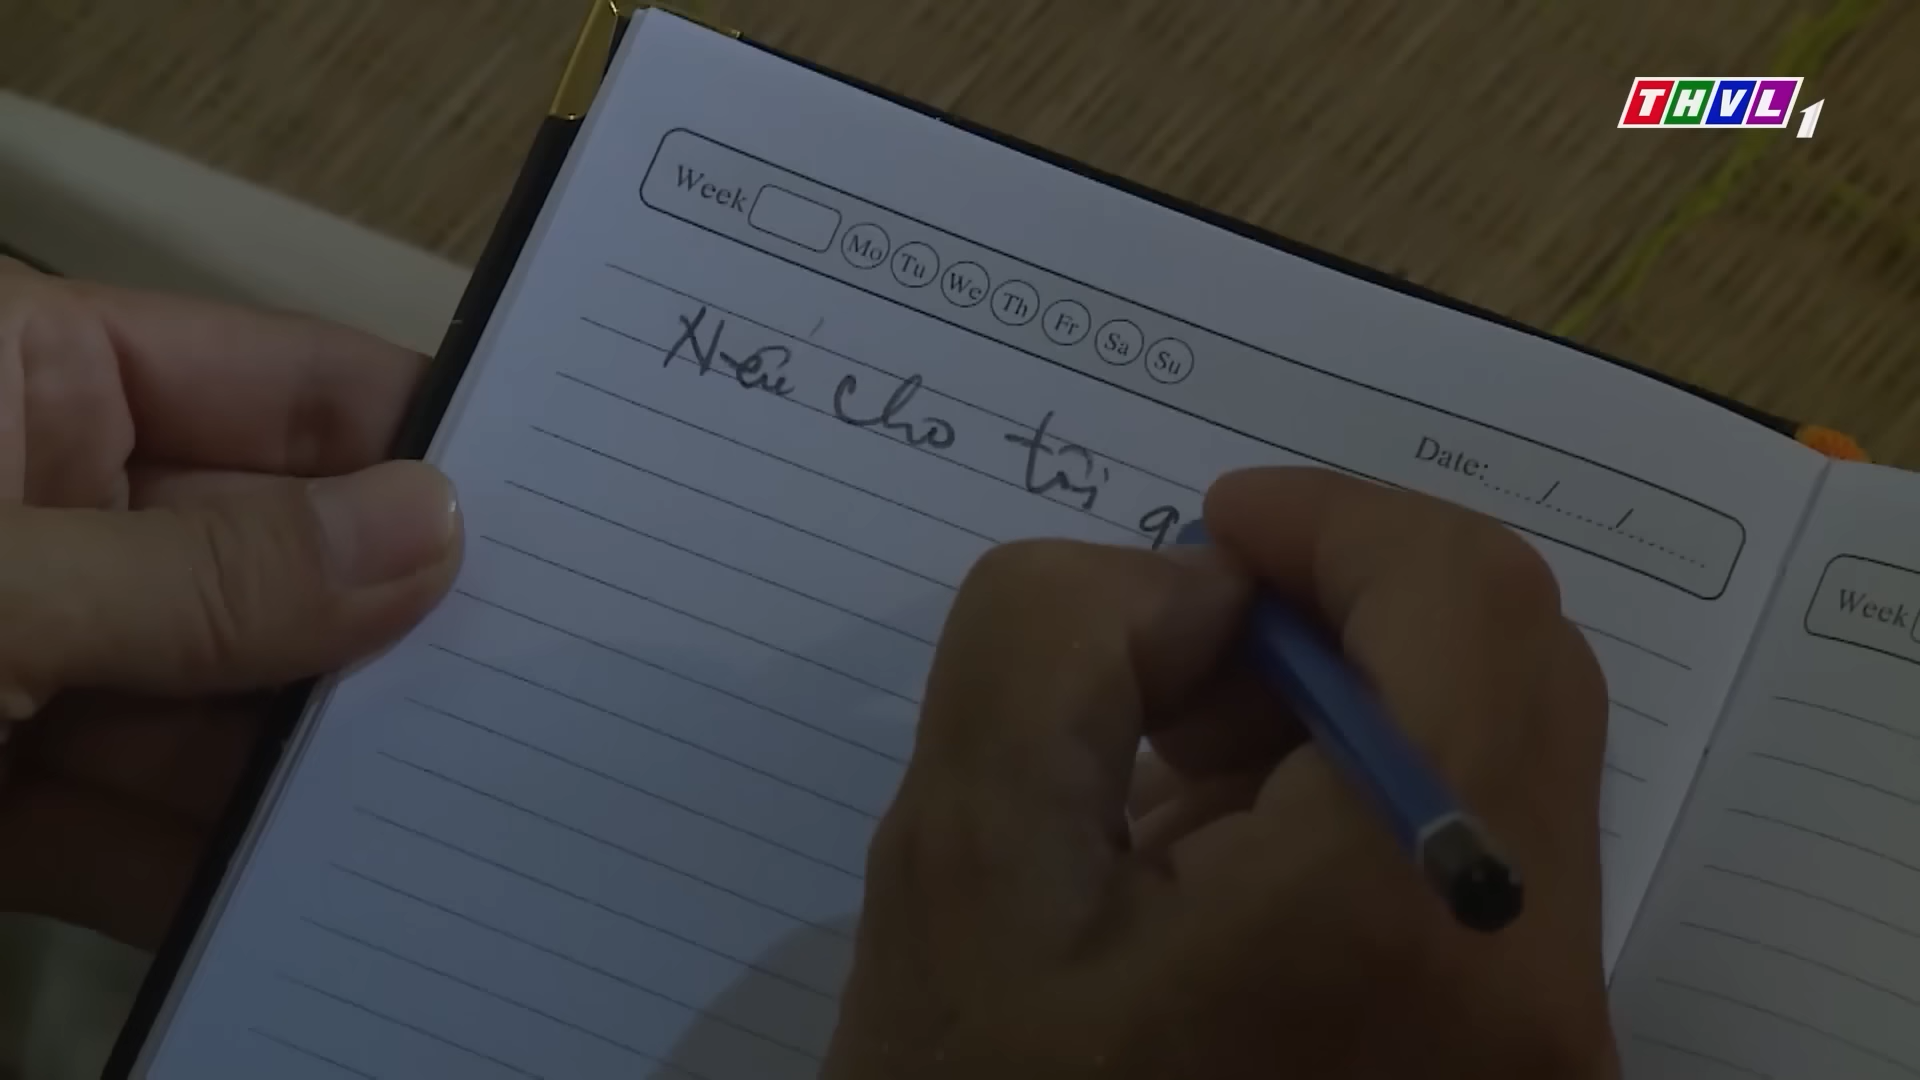 THVL1
Week Mo Tu We Th Fr Sa Su
Date: / /
Nếu cho tôi q
Week